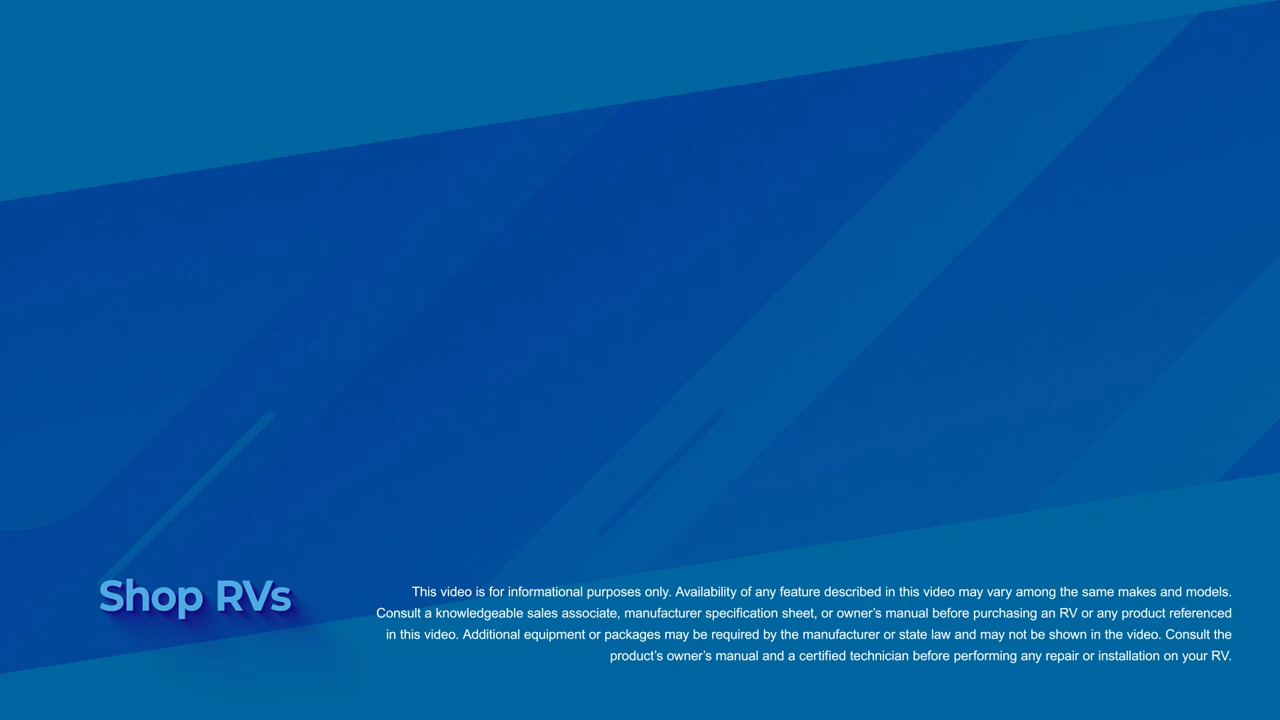 Shop RVs
This video is for informational purposes only. Availability of any feature described in this video may vary among the same makes and models.
Consult a knowledgeable sales associate, manufacturer specification sheet, or owner’s manual before purchasing an RV or any product referenced
in this video. Additional equipment or packages may be required by the manufacturer or state law and may not be shown in the video. Consult the
product’s owner’s manual and a certified technician before performing any repair or installation on your RV.